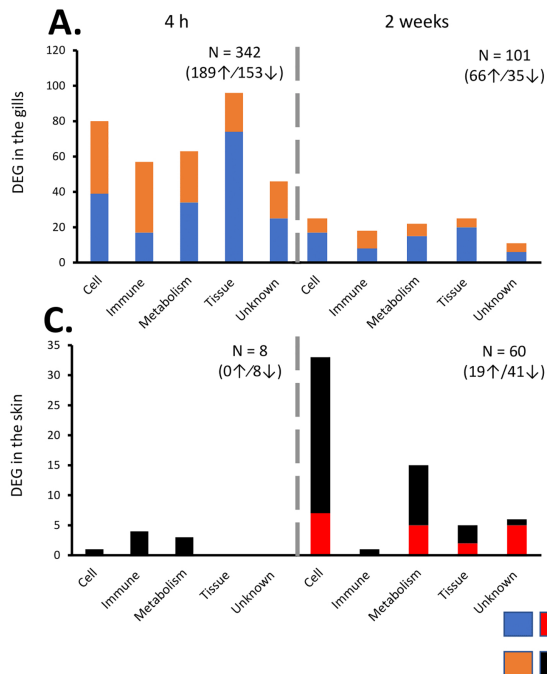 A.
4 h
2 weeks
N = 342
(189↑/153↓)
N = 101
(66↑/35↓)
DEG in the gills
120
100
80
60
40
20
0
Cell
Immune
Metabolism
Tissue
Unknown
Cell
Immune
Metabolism
Tissue
Unknown
C.
N = 8
(0↑/8↓)
N = 60
(19↑/41↓)
DEG in the skin
35
30
25
20
15
10
5
0
Cell
Immune
Metabolism
Tissue
Unknown
Cell
Immune
Metabolism
Tissue
Unknown